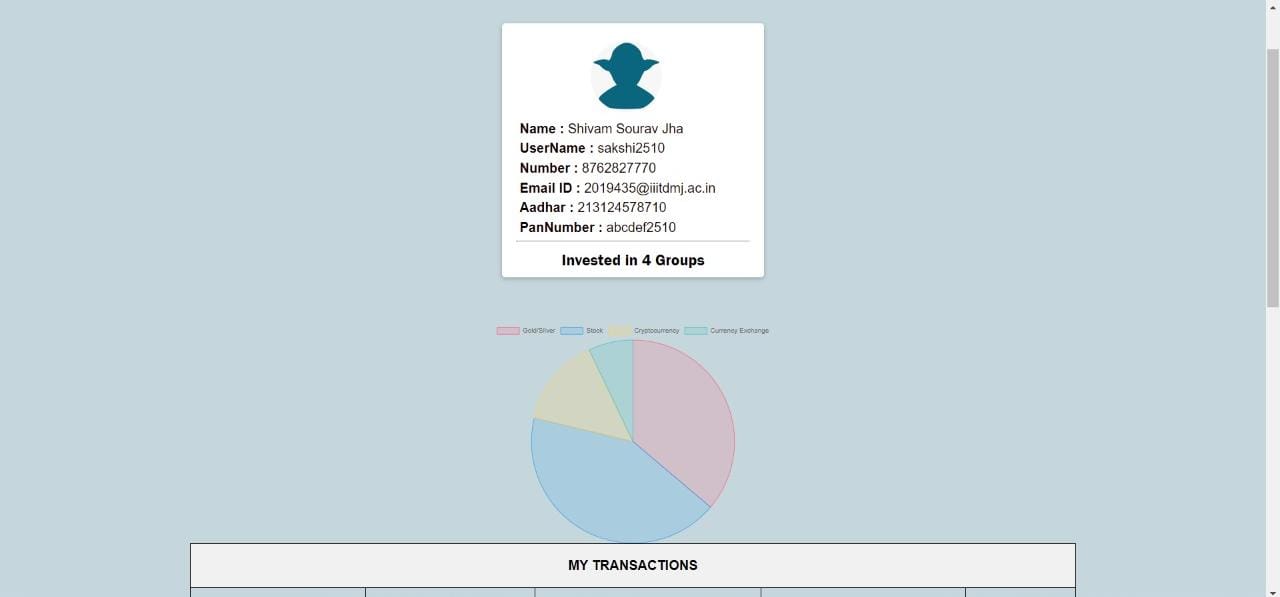 Name : Shivam Sourav Jha
UserName : sakshi2510
Number : 8762827770
Email ID : 2019435@iiitdmj.ac.in
Aadhar : 213124578710
PanNumber : abcdef2510
Invested in 4 Groups
Gold/Silver Stock Cryptocurrency Currency Exchange
MY TRANSACTIONS